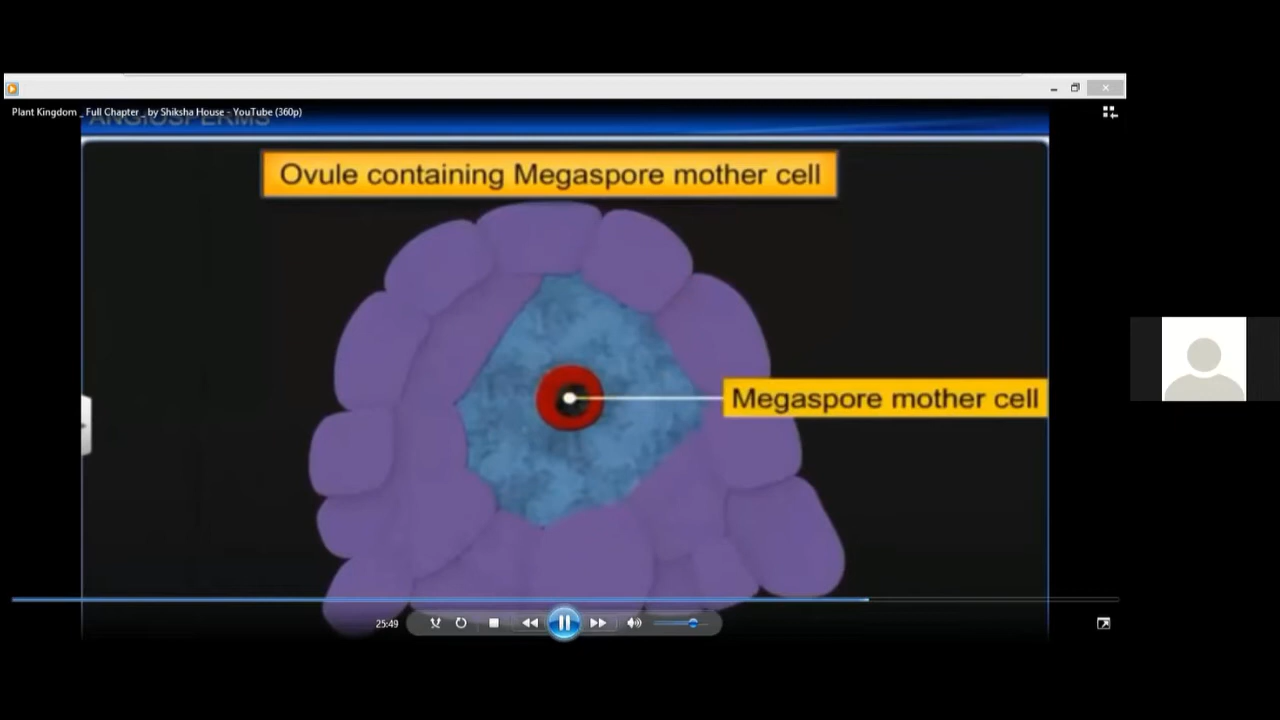 Plant Kingdom _ Full Chapter _ by Shiksha House - YouTube (360p)
ANGIOSPERMS
Ovule containing Megaspore mother cell
Megaspore mother cell
25:49